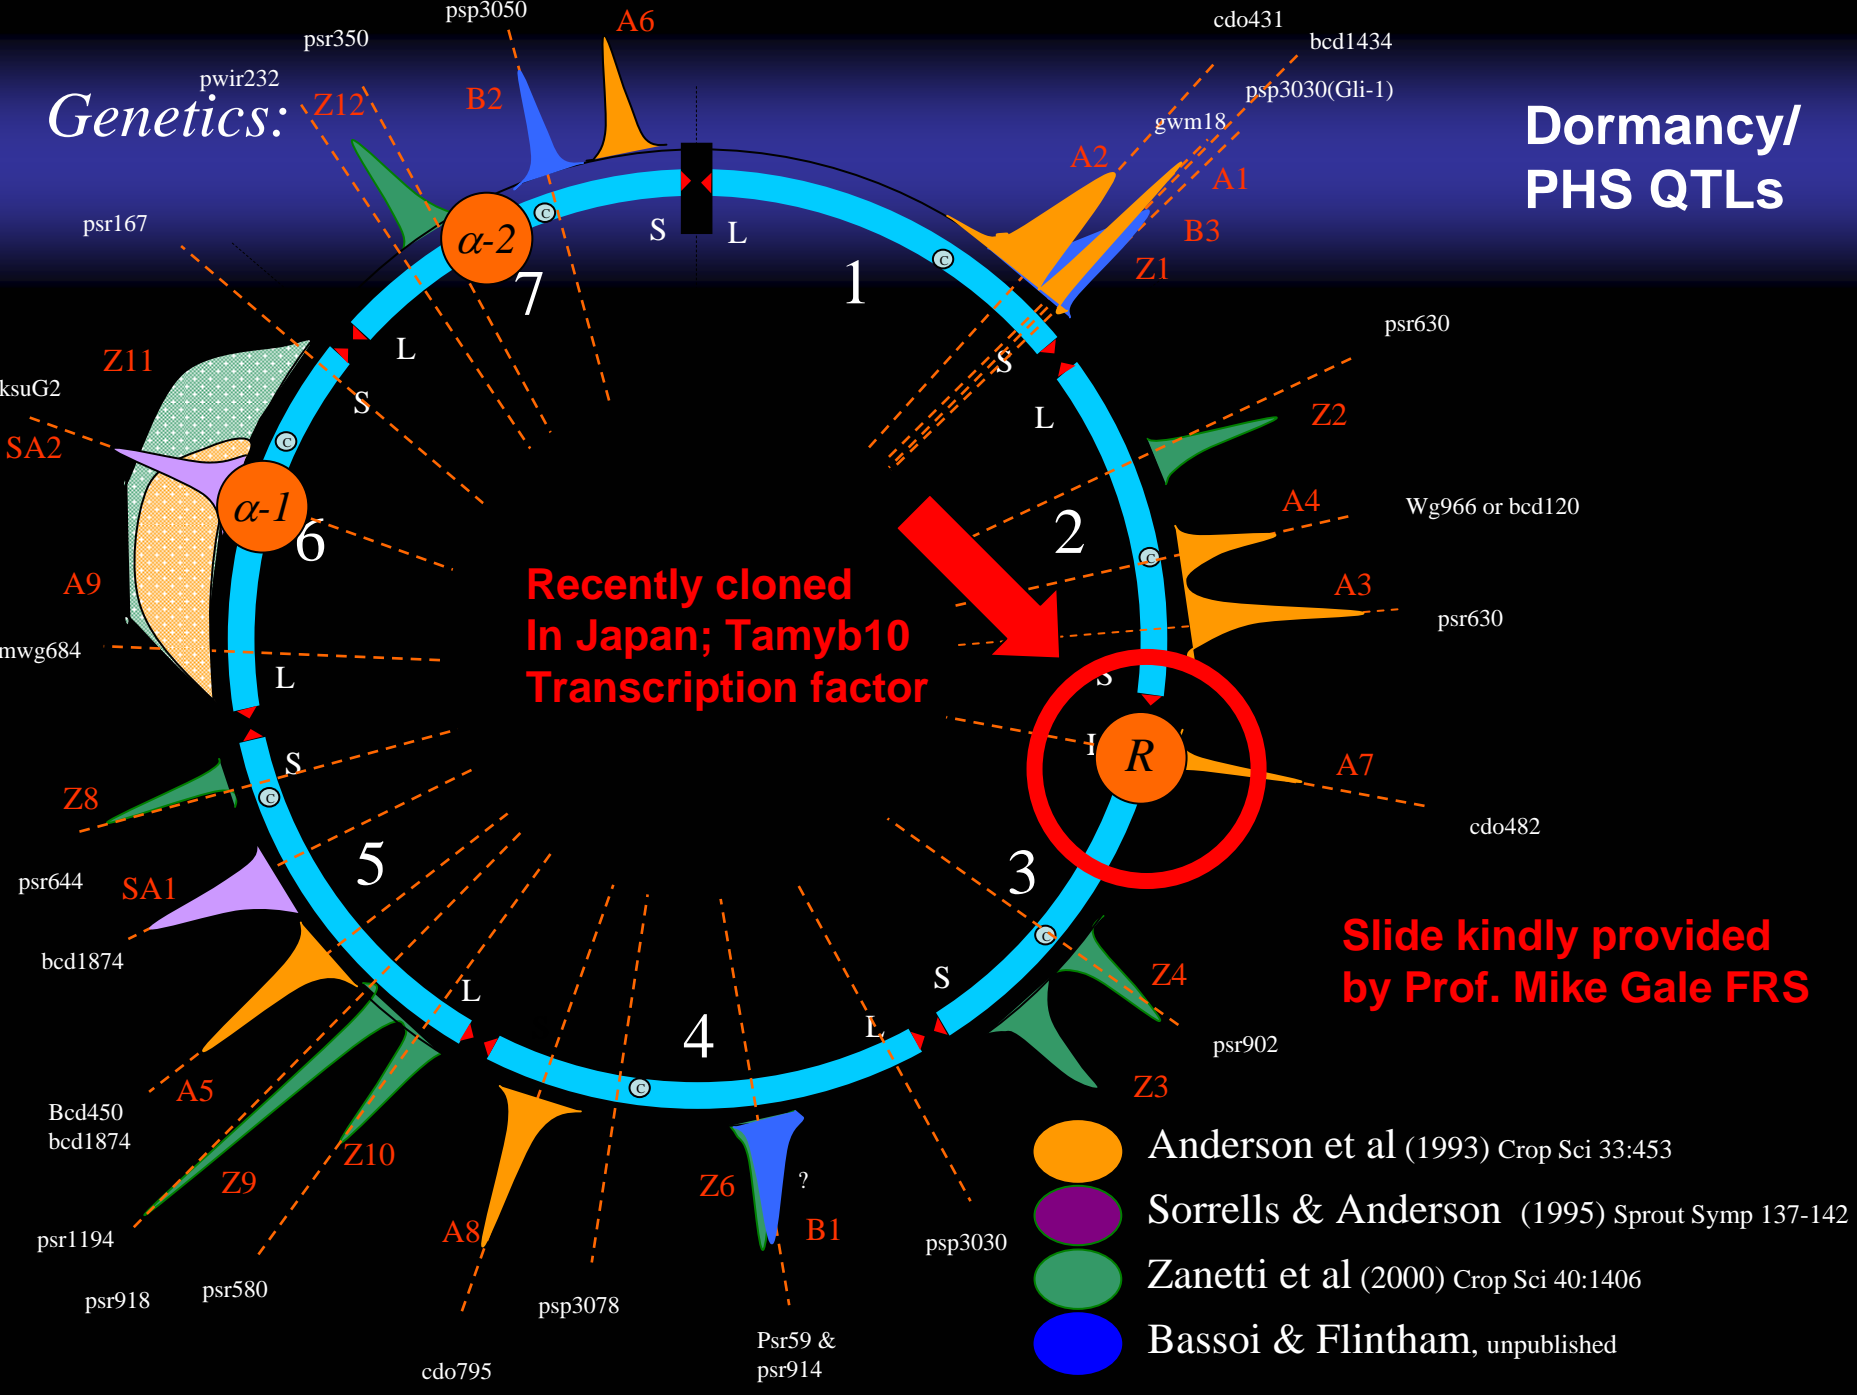 psp3050
A6
cdo431
psr350
bcd1434
pwir232
Z12
B2
psp3030(Gli-1)
Genetics:
gwm18
Dormancy/
PHS QTLs
A2
A1
psr167
α-2
C
S
L
B3
C
Z1
7
1
psr630
L
S
Z11
ksuG2
S
L
Z2
SA2
C
α-1
6
2
A4
Wg966 or bcd120
C
A9
Recently cloned
In Japan; Tamyb10
Transcription factor
A3
psr630
mwg684
L
S
R
A7
S
Z8
C
cdo482
5
3
psr644
SA1
bcd1874
C
Slide kindly provided
by Prof. Mike Gale FRS
L
S
Z4
4
L
psr902
A5
C
Z3
Bcd450
bcd1874
Z10
Z9
Z6
?
B1
A8
psr1194
psp3030
psr918
psr580
psp3078
Psr59 &
psr914
cdo795
Anderson et al (1993) Crop Sci 33:453
Sorrells & Anderson (1995) Sprout Symp 137-142
Zanetti et al (2000) Crop Sci 40:1406
Bassoi & Flintham, unpublished